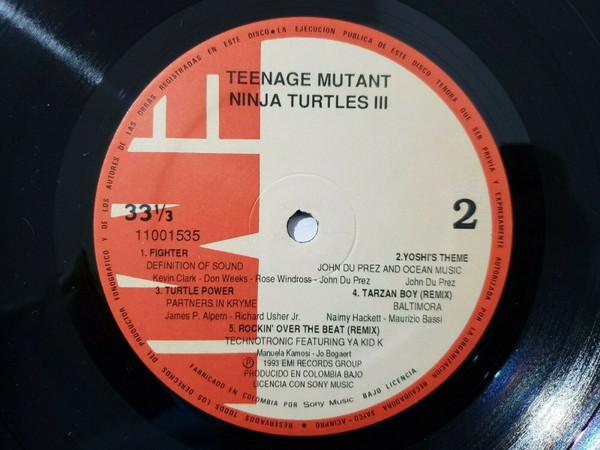 TEENAGE MUTANT
NINJA TURTLES III
33⅓
11001535
2
1. FIGHTER
DEFINITION OF SOUND
Kevin Clark - Don Weeks - Rose Windross - John Du Prez
2.YOSHI'S THEME
JOHN DU PREZ AND OCEAN MUSIC
John Du Prez
3. TURTLE POWER
PARTNERS IN KRYME
James P. Alpern - Richard Usher Jr.
4. TARZAN BOY (REMIX)
BALTIMORA
Naimy Hackett - Maurizio Bassi
5. ROCKIN' OVER THE BEAT (REMIX)
TECHNOTRONIC FEATURING YA KID K
Manuela Kamosi - Jo Bogaert
℗ 1993 EMI RECORDS GROUP
PRODUCIDO EN COLOMBIA BAJO
LICENCIA CON SONY MUSIC
FABRICADO EN COLOMBIA POR Sony Music BAJO LICENCIA
DEL PRODUCTOR FONOGRAFICO Y DE LOS AUTORES DE LAS OBRAS REGISTRADAS EN ESTE DISCO • LA EJECUCION PUBLICA DE ESTE DISCO TENDRA QUE SER PREVIA Y EXPRESAMENTE AUTORIZADA POR LA ORGANIZACION RECAUDADORA SAYCO-ACINPRO • RESERVADOS TODOS LOS DERECHOS